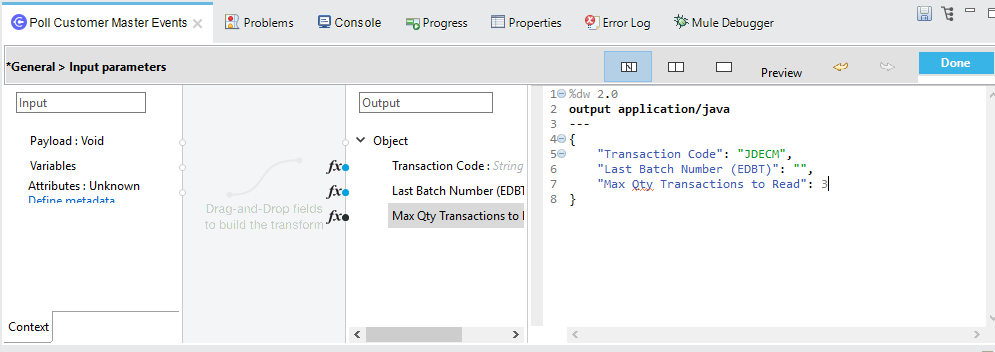 Poll Customer Master Events
Problems
Console
Progress
Properties
Error Log
Mule Debugger
*General > Input parameters
Preview
Done
Input
Payload : Void
Variables
Attributes : Unknown
Define metadata
Context
Drag-and-Drop fields
to build the transform
Output
Object
fx Transaction Code : String
fx Last Batch Number (EDBT
fx Max Qty Transactions to
1 %dw 2.0
2 output application/java
3 ---
4 {
5 "Transaction Code": "JDECM",
6 "Last Batch Number (EDBT)": "",
7 "Max Qty Transactions to Read": 3
8 }